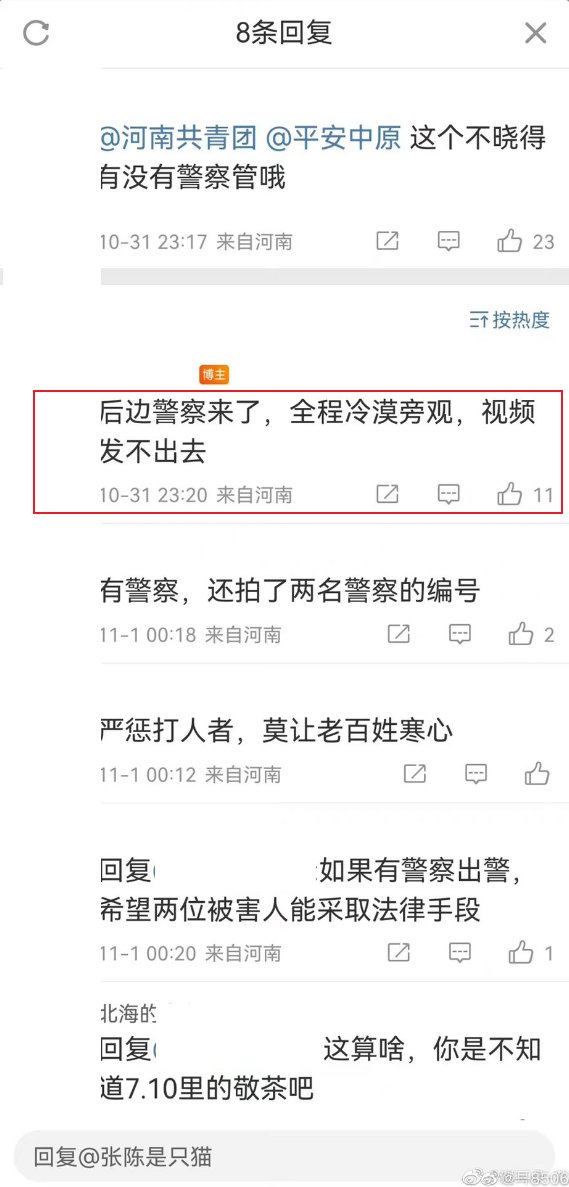 8条回复
@河南共青团 @平安中原 这个不晓得
有没有警察管哦
10-31 23:17 来自河南 23
按热度
博主
后边警察来了，全程冷漠旁观，视频
发不出去
10-31 23:20 来自河南 11
有警察，还拍了两名警察的编号
11-1 00:18 来自河南 2
严惩打人者，莫让老百姓寒心
11-1 00:12 来自河南
回复 如果有警察出警，
希望两位被害人能采取法律手段
11-1 00:20 来自河南 1
北海的
回复 这算啥，你是不知
道7.10里的敬茶吧
回复@张陈是只猫